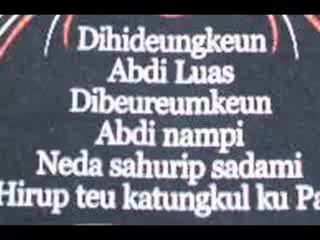 Dihideungkeun
Abdi Luas
Dibeureumkeun
Abdi nampi
Neda sahurip sadami
Hirup teu katungkul ku